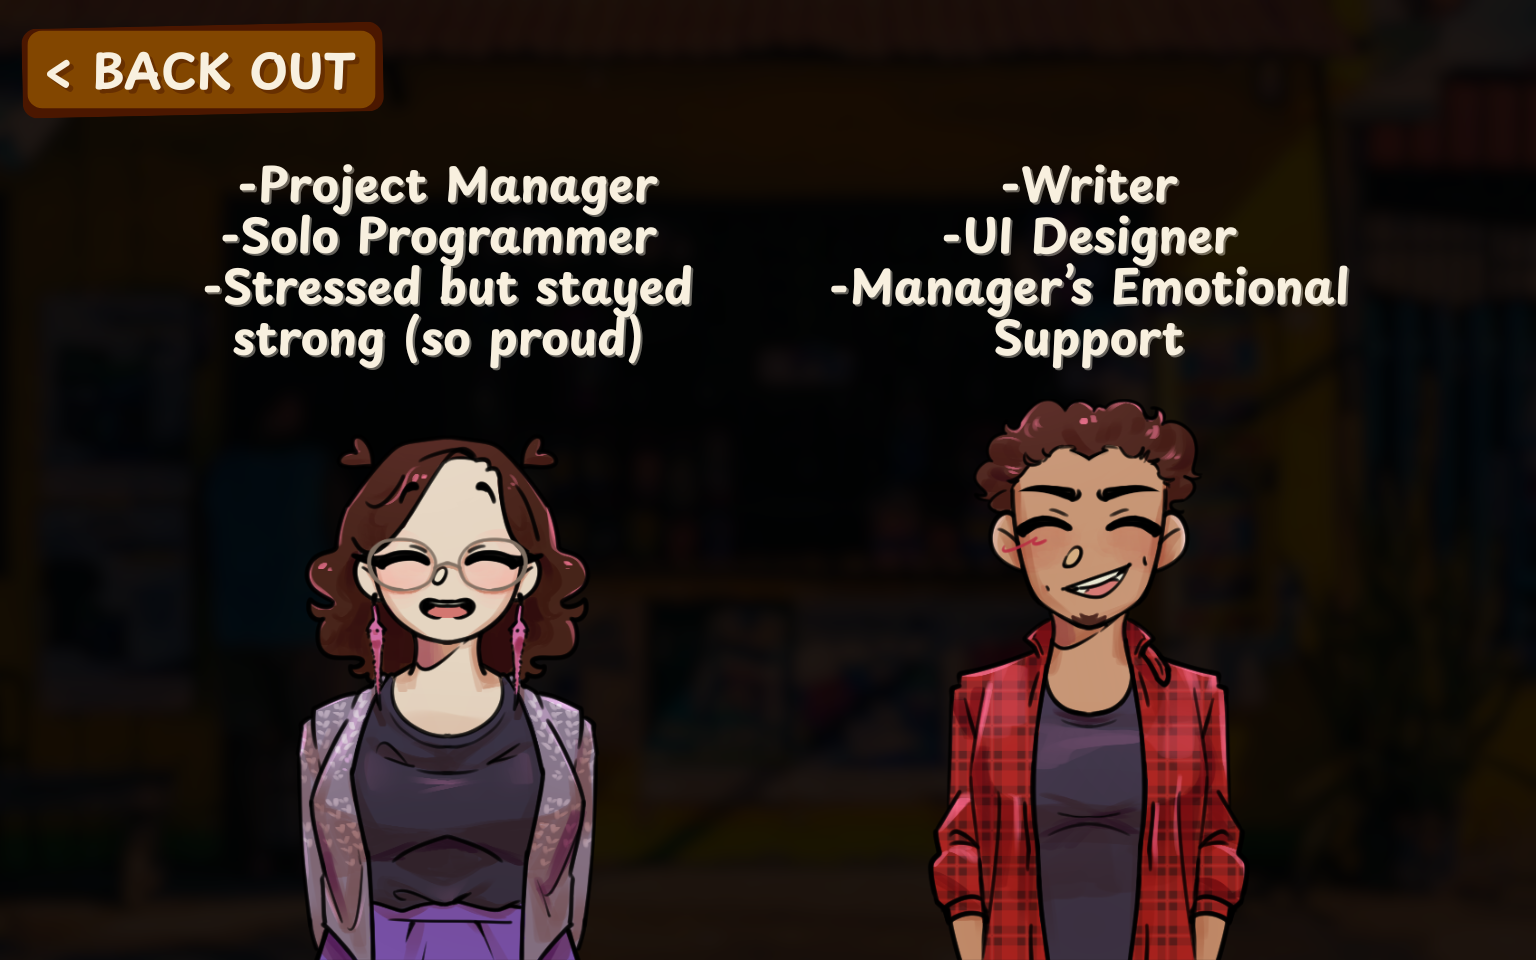 < BACK OUT
-Project Manager
-Solo Programmer
-Stressed but stayed
strong (so proud)
-Writer
-UI Designer
-Manager's Emotional
Support